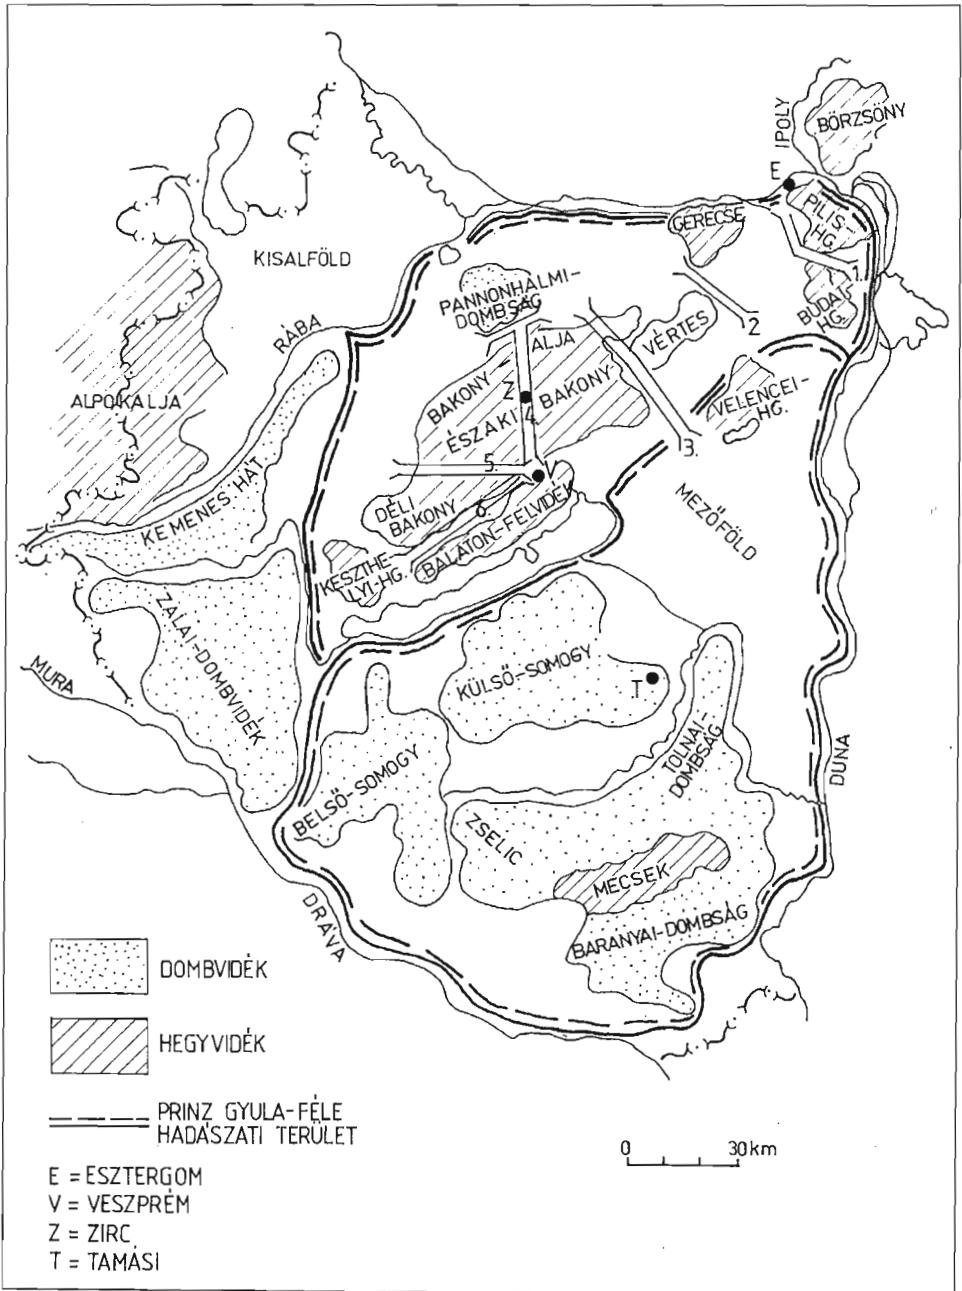 IPOLY
BÖRZSÖNY
E
PILIS-
HG.
GERECSE
KISALFÖLD
1.
BUDAI-
HG.
PANNONHALMI-
DOMBSÁG
RÁBA
2
VÉRTES
ALJA
BAKONY
ÉSZAKI BAKONY
Z
4
ALPOKALJA
VELENCEI-
HG.
3.
5.
V
KEMENES HÁT
DÉLI
BAKONY
6.
MEZŐFÖLD
BALATON-FELVIDÉK
KESZTHE-
LYI-HG.
ZALAI-DOMBVIDÉK
MURA
KÜLSŐ-SOMOGY
T
TOLNAI-
DOMBSÁG
DUNA
BELSŐ-SOMOGY
ZSELIC
MECSEK
DRÁVA
BARANYAI-DOMBSÁG
DOMBVIDÉK
HEGYVIDÉK
PRINZ GYULA-FÉLE
HADÁSZATI TERÜLET
0 30km
E = ESZTERGOM
V = VESZPRÉM
Z = ZIRC
T = TAMÁSI